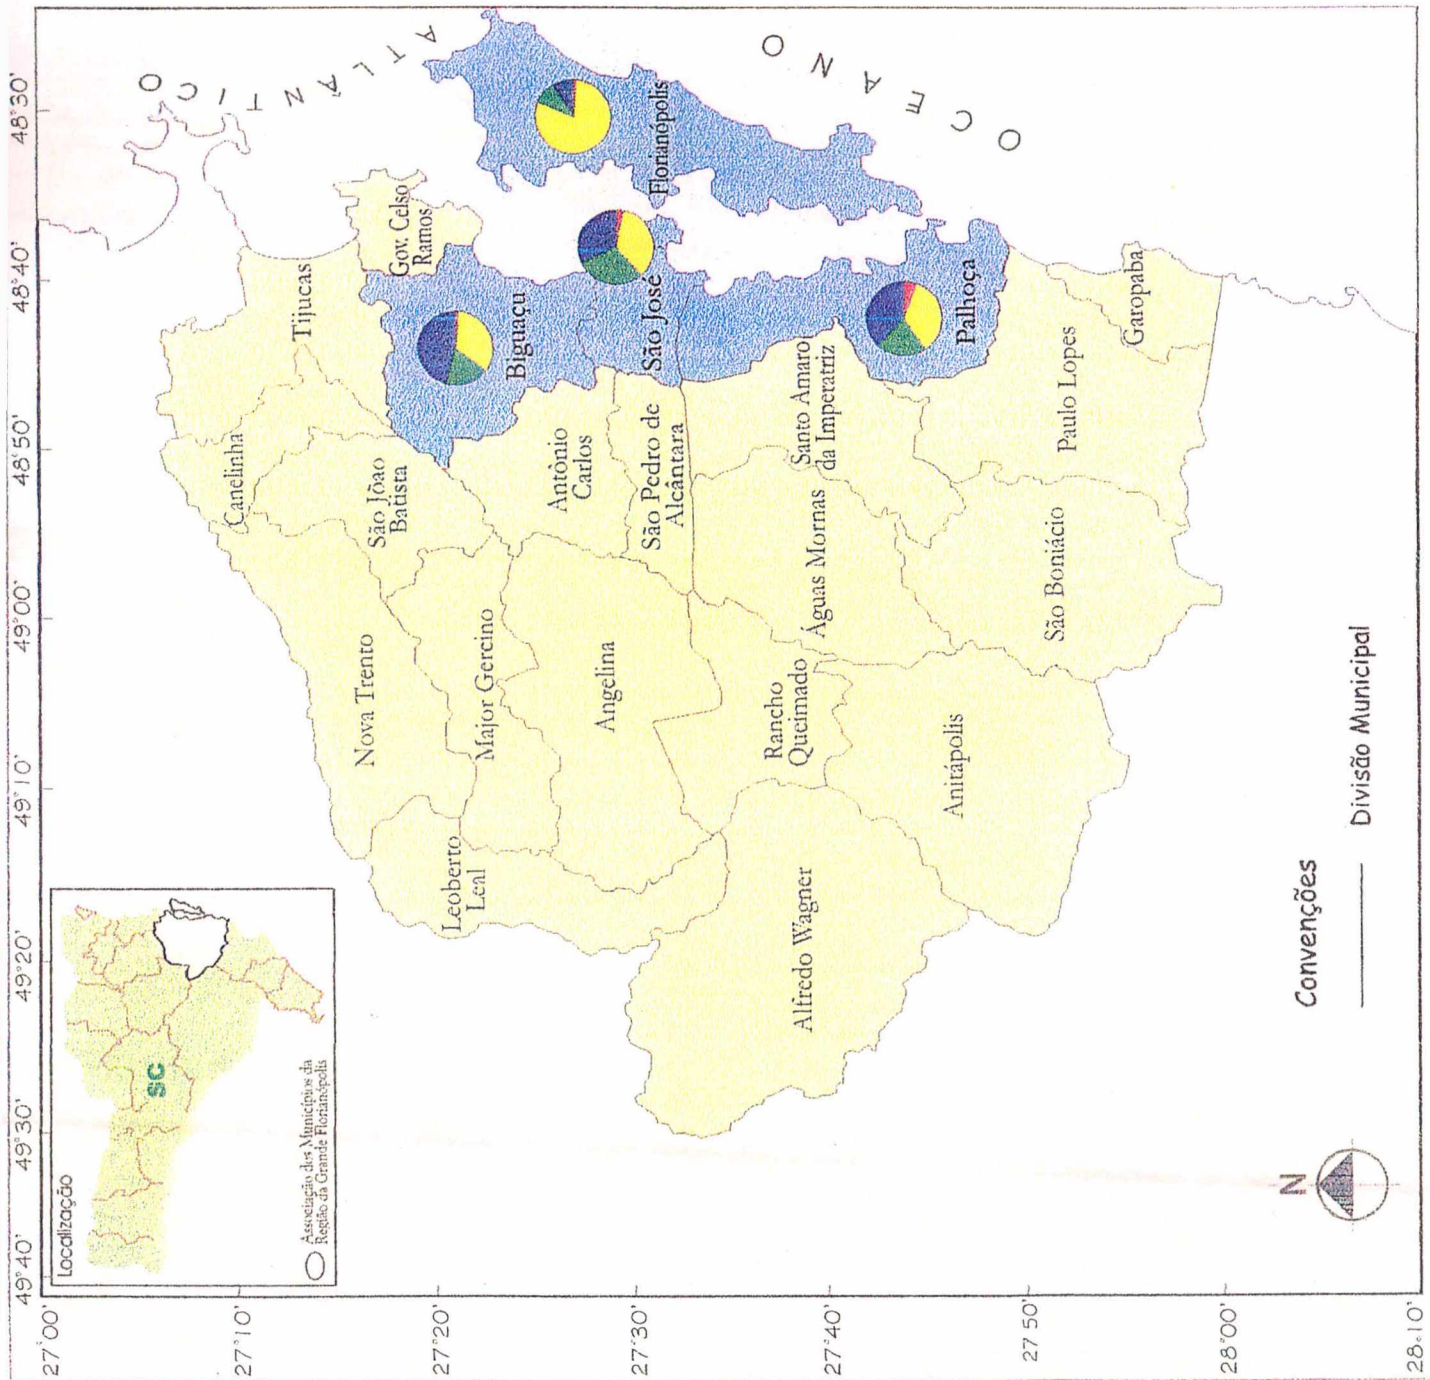 49°40'
49°30'
49°20'
49°10'
49°00'
48°50'
48°40'
48°30'
27°00'
27°10'
27°20'
27°30'
27°40'
27°50'
28°00'
28°10'
Localização
SC
Associação dos Municípios da
Região da Grande Florianópolis
OCEANO
ATLÂNTICO
Canelinha
Tijucas
Gov. Celso
Ramos
São Jõao
Batista
Nova Trento
Biguaçu
Major Gercino
Leoberto
Leal
Antônio
Carlos
Angelina
São José
São Pedro de
Alcântara
Florianópolis
Rancho
Queimado
Águas Mornas
Santo Amaro
da Imperatriz
Alfredo Wagner
Palhoça
Anitápolis
São Boniácio
Paulo Lopes
Garopaba
N
Convenções
Divisão Municipal